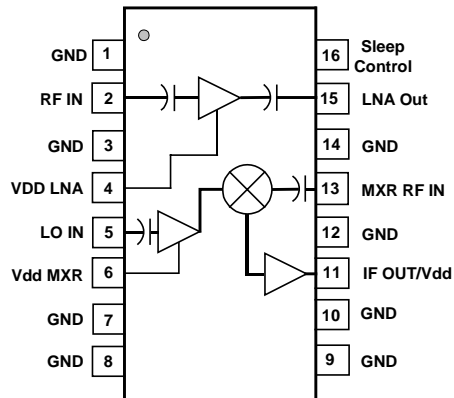 GND 1
RF IN 2
GND 3
VDD LNA 4
LO IN 5
Vdd MXR 6
GND 7
GND 8
16 Sleep Control
15 LNA Out
14 GND
13 MXR RF IN
12 GND
11 IF OUT/Vdd
10 GND
9 GND